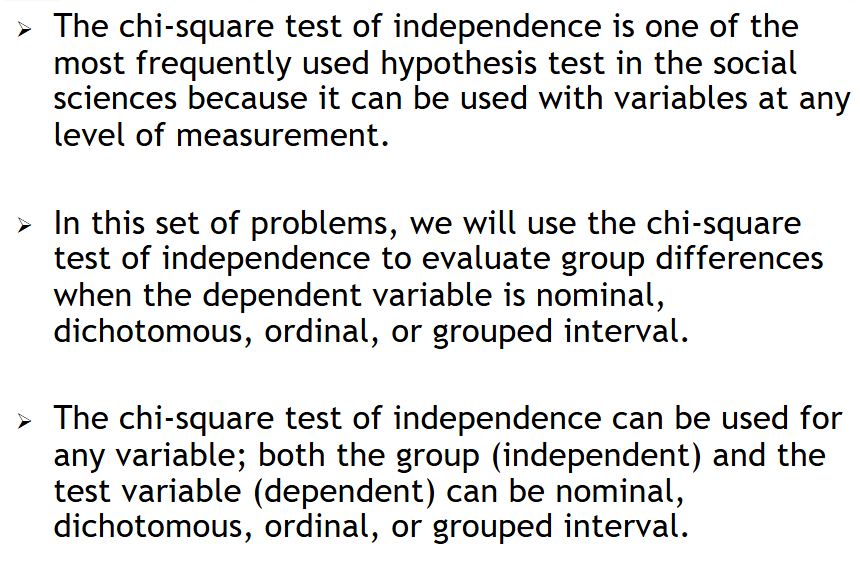 ➢ The chi-square test of independence is one of the
most frequently used hypothesis test in the social
sciences because it can be used with variables at any
level of measurement.
➢ In this set of problems, we will use the chi-square
test of independence to evaluate group differences
when the dependent variable is nominal,
dichotomous, ordinal, or grouped interval.
➢ The chi-square test of independence can be used for
any variable; both the group (independent) and the
test variable (dependent) can be nominal,
dichotomous, ordinal, or grouped interval.